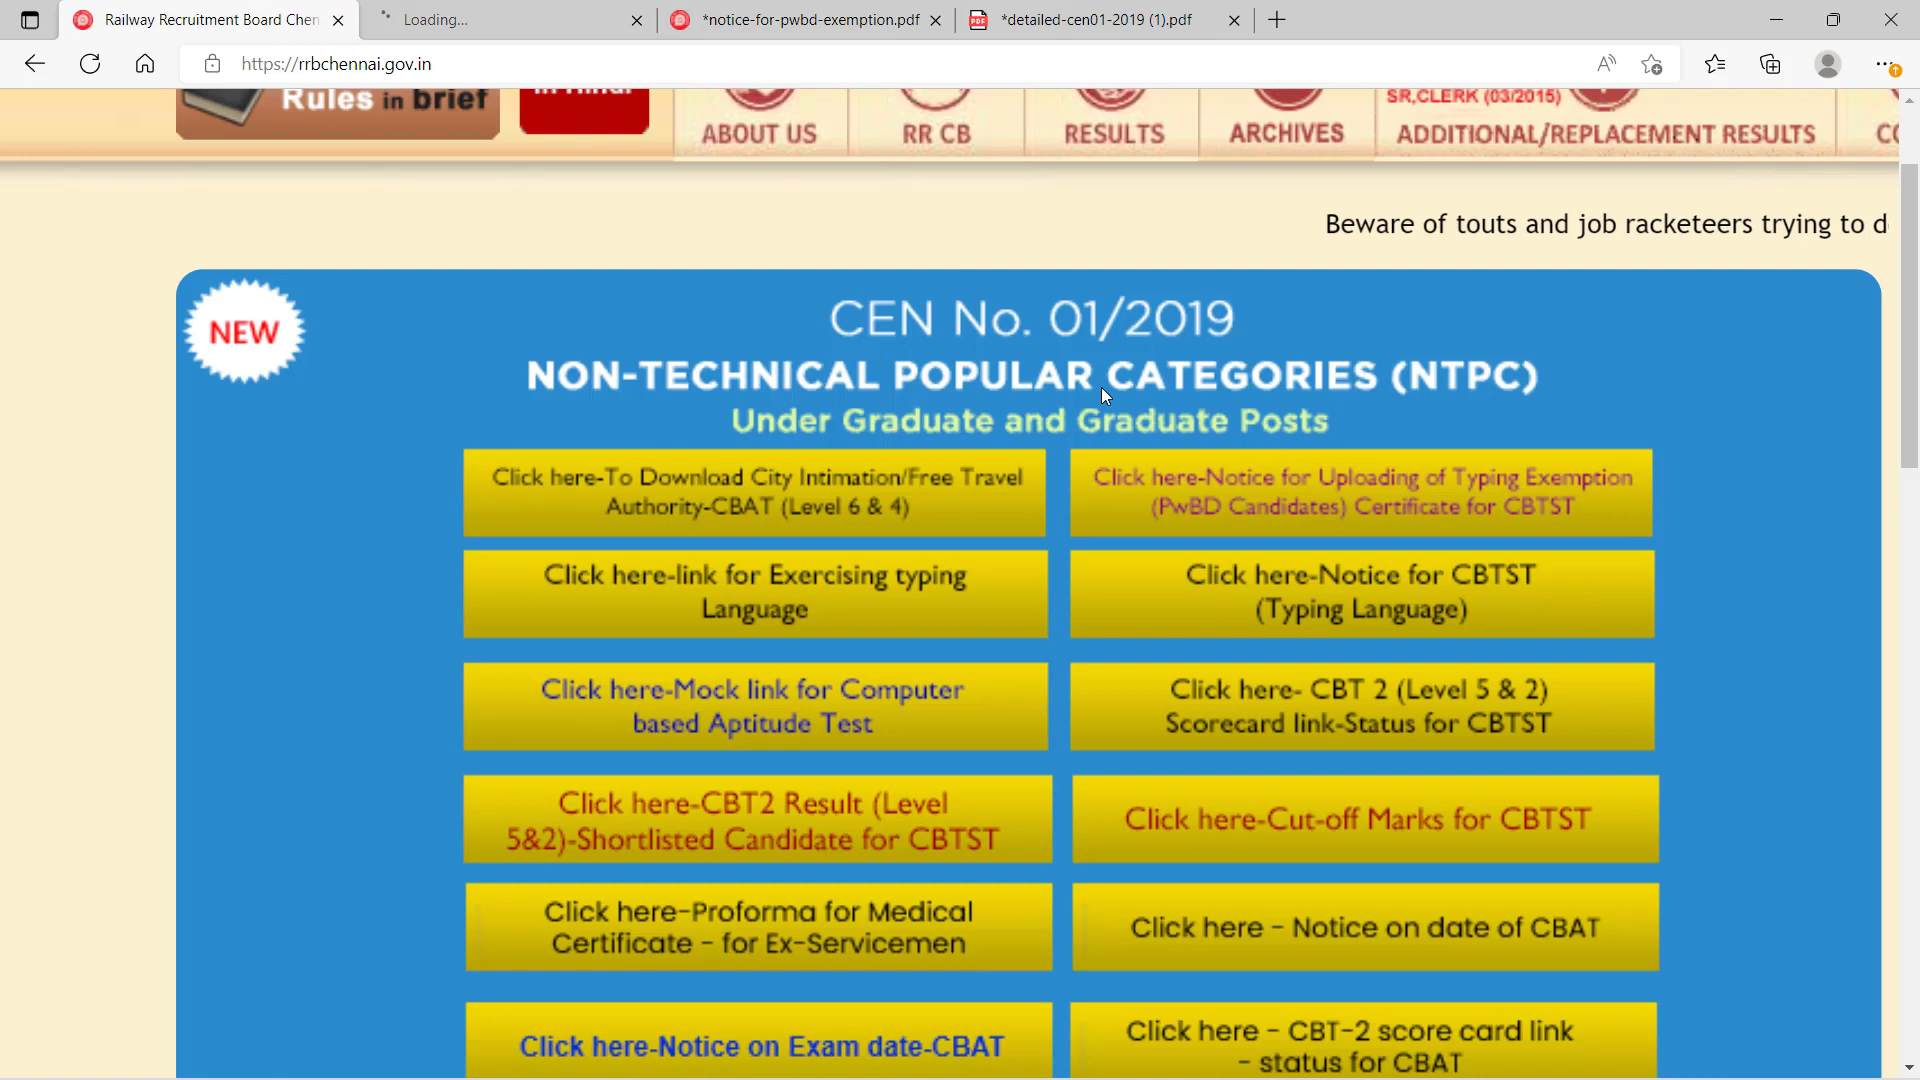 Railway Recruitment Board Chen
Loading...
*notice-for-pwbd-exemption.pdf
*detailed-cen01-2019 (1).pdf
https://rrbchennai.gov.in
Rules in brief
in Hindi
SR,CLERK (03/2015)
ABOUT US
RR CB
RESULTS
ARCHIVES
ADDITIONAL/REPLACEMENT RESULTS
Beware of touts and job racketeers trying to d
NEW
CEN No. 01/2019
NON-TECHNICAL POPULAR CATEGORIES (NTPC)
Under Graduate and Graduate Posts
Click here-To Download City Intimation/Free Travel
Authority-CBAT (Level 6 & 4)
Click here-Notice for Uploading of Typing Exemption
(PwBD Candidates) Certificate for CBTST
Click here-link for Exercising typing
Language
Click here-Notice for CBTST
(Typing Language)
Click here-Mock link for Computer
based Aptitude Test
Click here- CBT 2 (Level 5 & 2)
Scorecard link-Status for CBTST
Click here-CBT2 Result (Level
5&2)-Shortlisted Candidate for CBTST
Click here-Cut-off Marks for CBTST
Click here-Proforma for Medical
Certificate - for Ex-Servicemen
Click here - Notice on date of CBAT
Click here-Notice on Exam date-CBAT
Click here - CBT-2 score card link
- status for CBAT